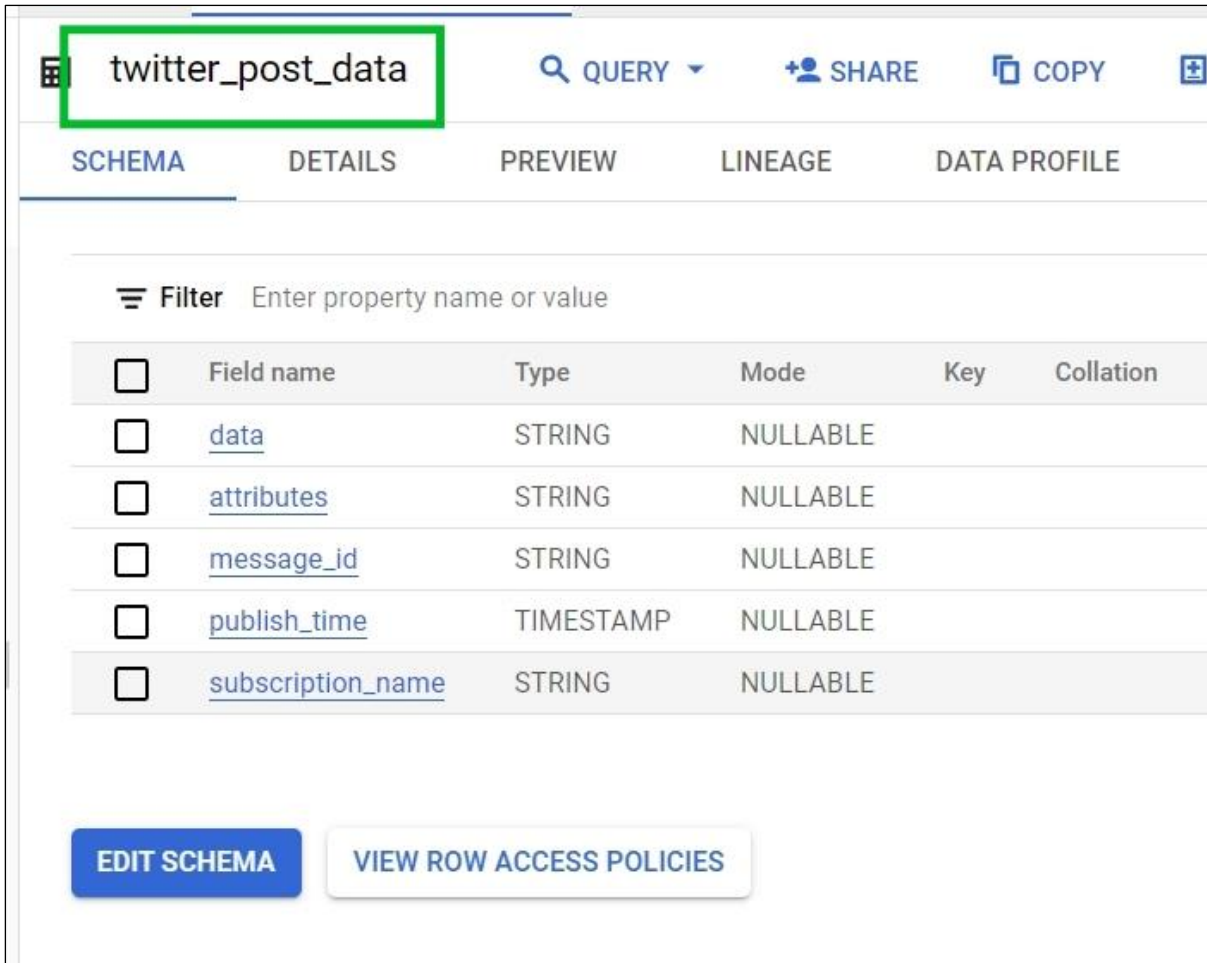 twitter_post_data QUERY SHARE COPY
SCHEMA DETAILS PREVIEW LINEAGE DATA PROFILE
Filter Enter property name or value
Field name Type Mode Key Collation
data STRING NULLABLE
attributes STRING NULLABLE
message_id STRING NULLABLE
publish_time TIMESTAMP NULLABLE
subscription_name STRING NULLABLE
EDIT SCHEMA VIEW ROW ACCESS POLICIES